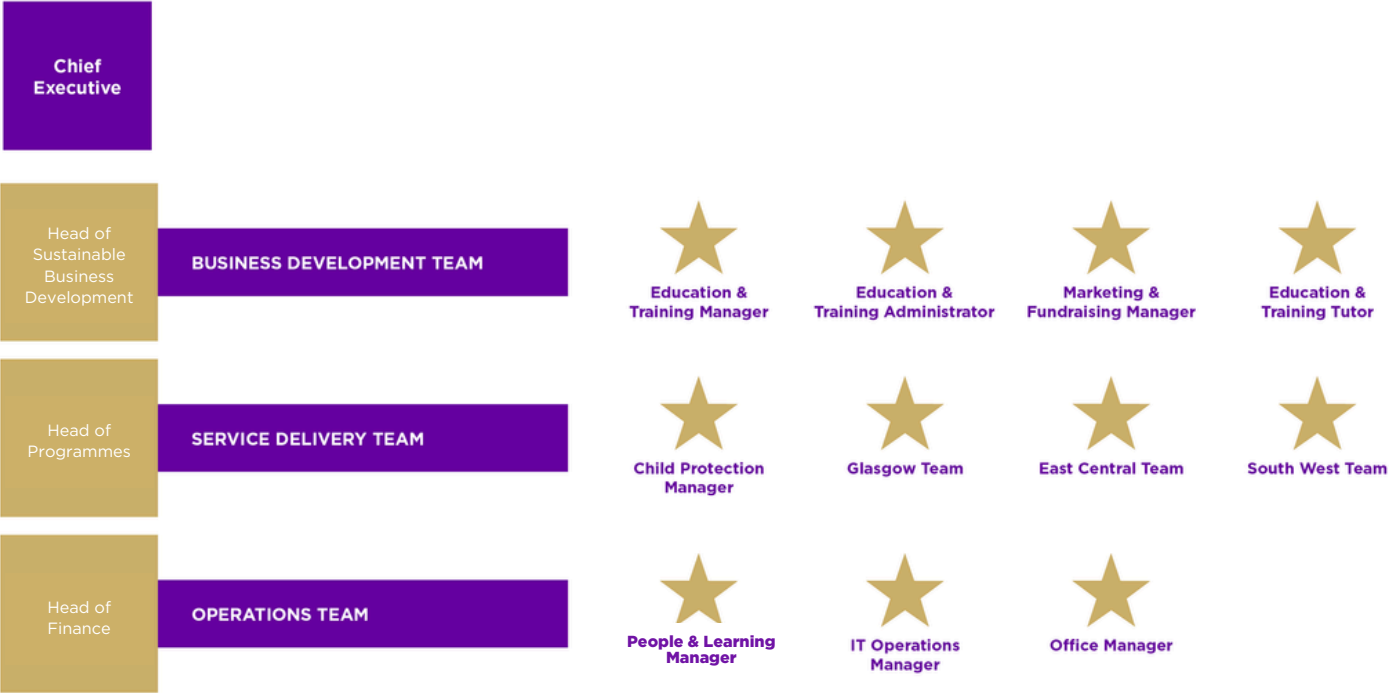 Chief
Executive
Head of
Sustainable
Business
Development
BUSINESS DEVELOPMENT TEAM
Education &
Training Manager
Education &
Training Administrator
Marketing &
Fundraising Manager
Education &
Training Tutor
Head of
Programmes
SERVICE DELIVERY TEAM
Child Protection
Manager
Glasgow Team
East Central Team
South West Team
Head of
Finance
OPERATIONS TEAM
People & Learning
Manager
IT Operations
Manager
Office Manager